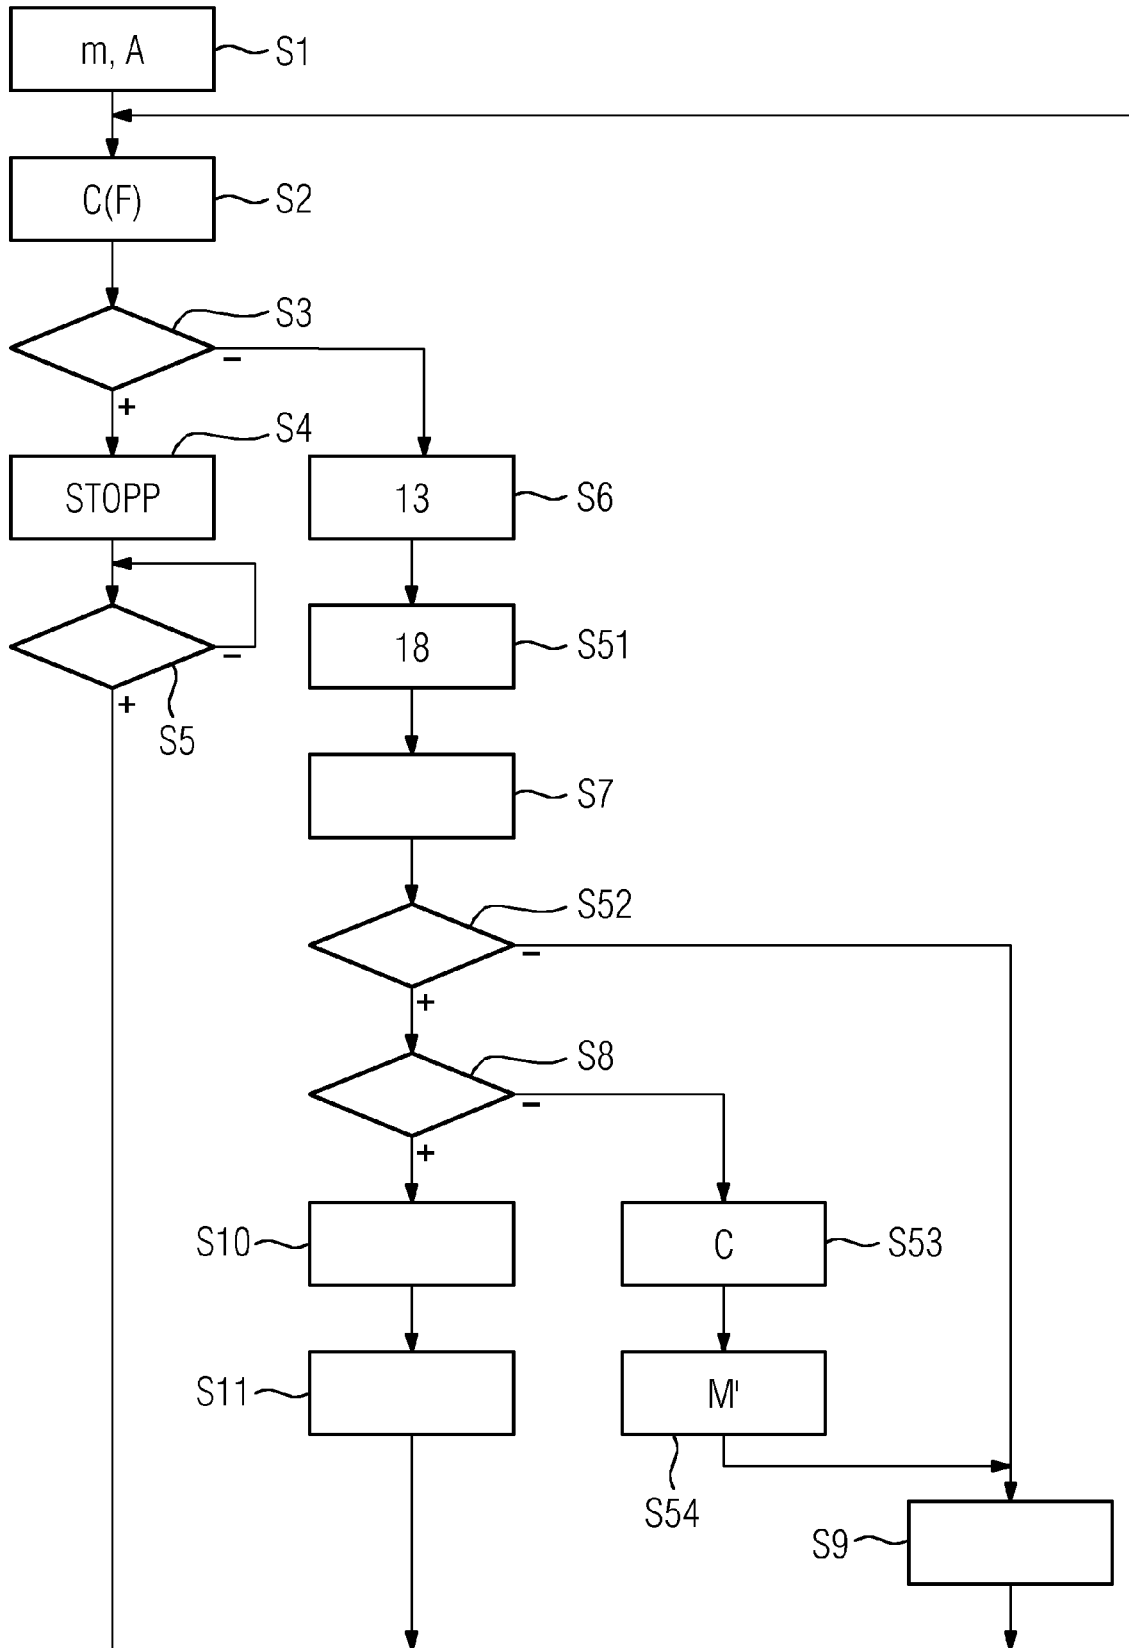 m, A S1
C(F) S2
S3
-
+
STOPP S4
13 S6
-
+
S5
18 S51
S7
S52
-
+
S8
-
+
S10
C S53
S11
M'
S54
S9